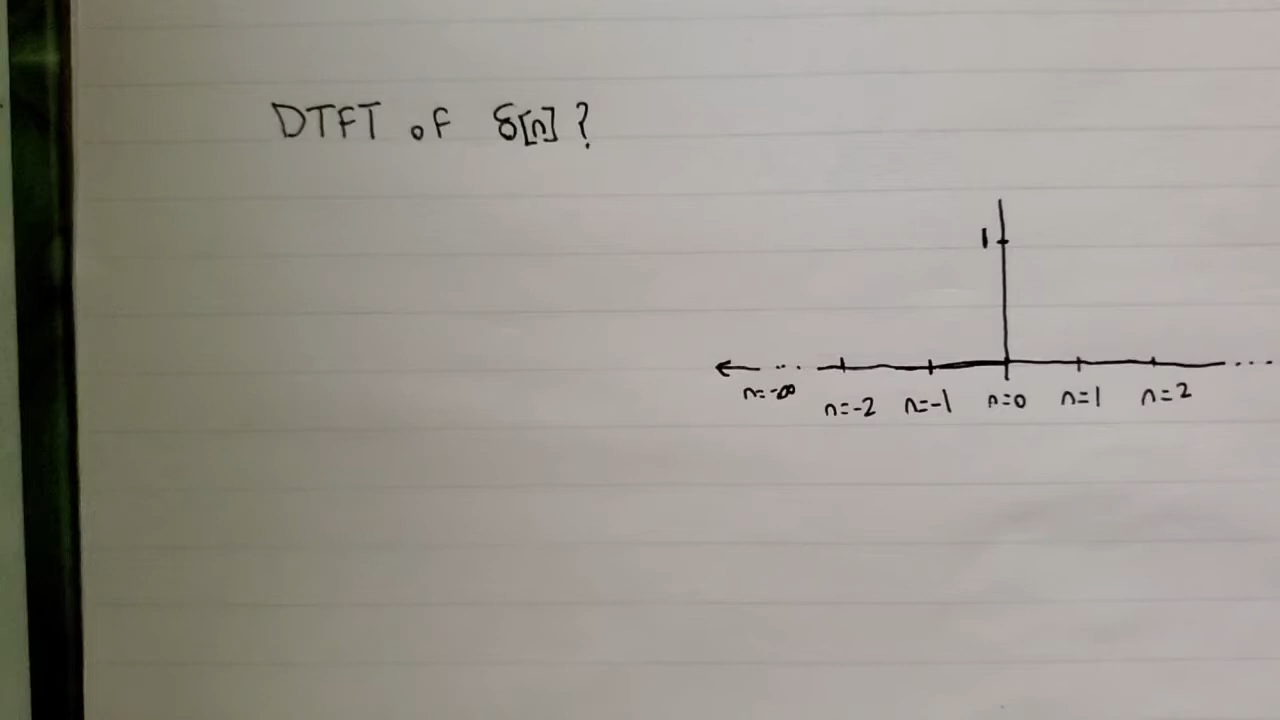 DTFT of δ[n]?
1
... ...
n=-∞ n=-2 n=-1 n=0 n=1 n=2